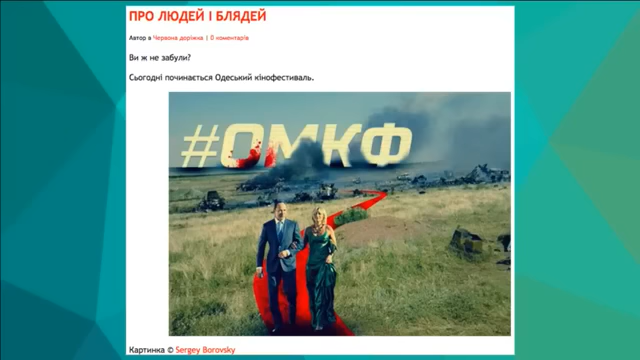 ПРО ЛЮДЕЙ І БЛЯДЕЙ
Автор a Червона доріжка | 0 коментарів
Ви ж не забули?
Сьогодні починається Одеський кінофестиваль.
#ОМКФ
Картинка © Sergey Borovsky